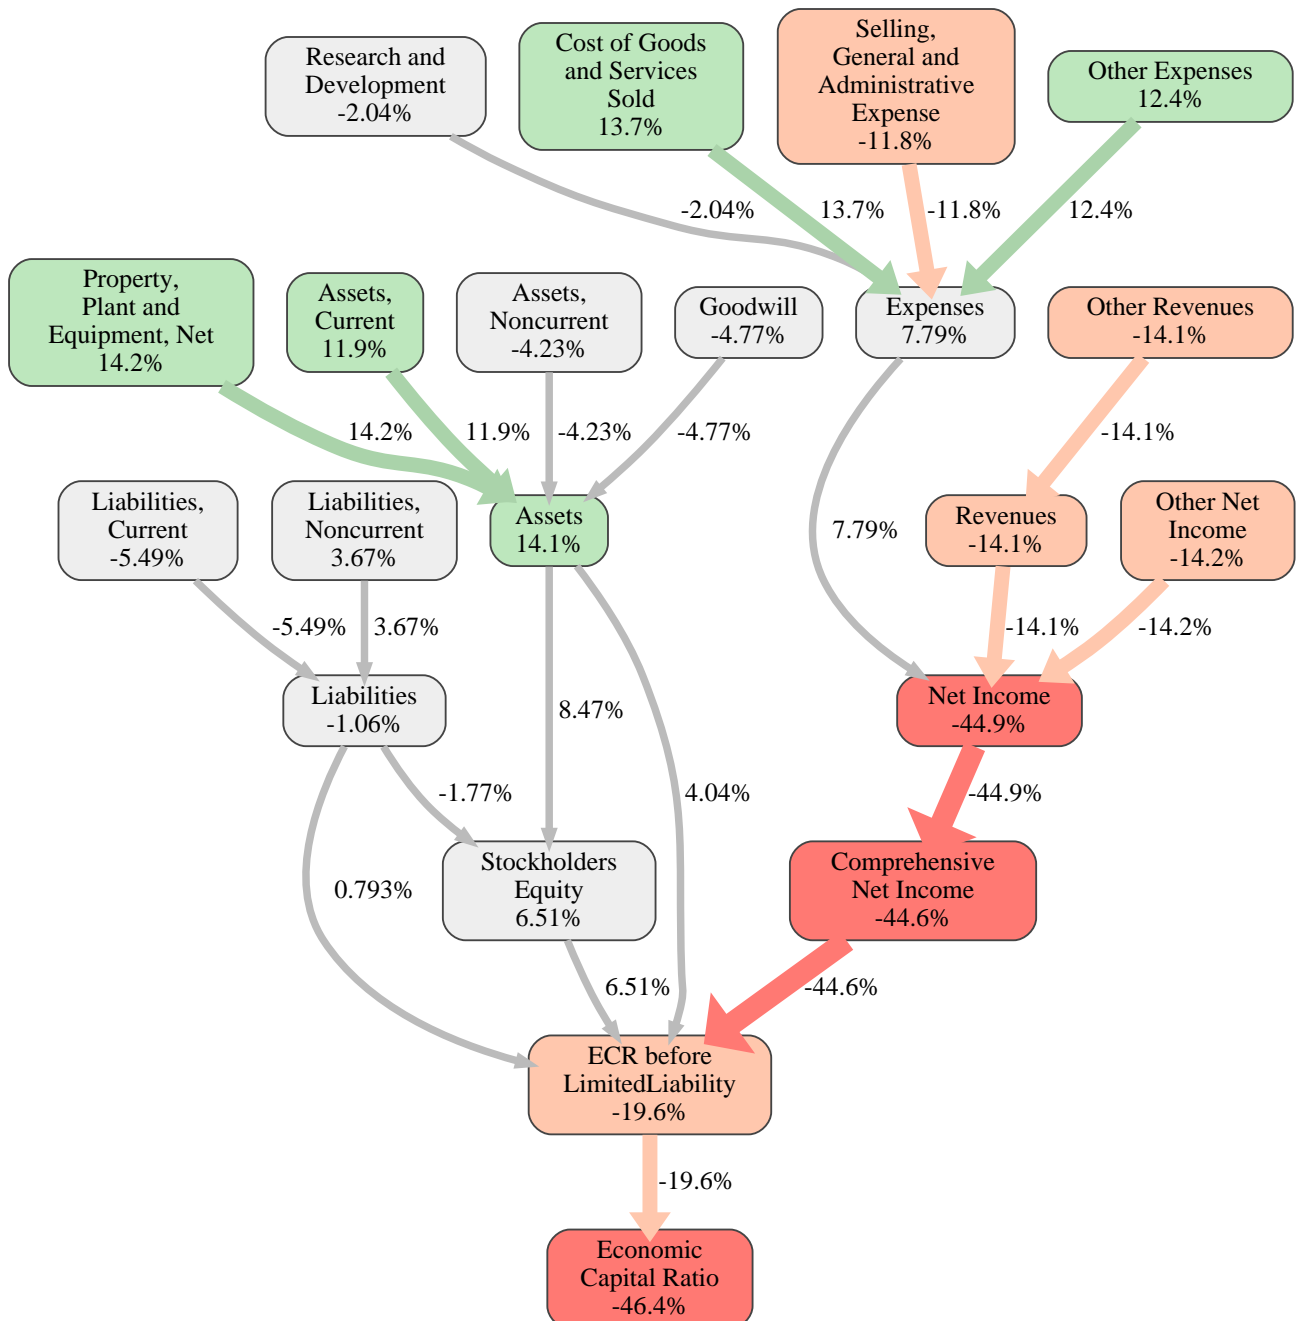 Research and
Development
-2.04%
Cost of Goods
and Services
Sold
13.7%
Selling,
General and
Administrative
Expense
-11.8%
Other Expenses
12.4%
-2.04%
13.7%
-11.8%
12.4%
Property,
Plant and
Equipment, Net
14.2%
Assets,
Current
11.9%
Assets,
Noncurrent
-4.23%
Goodwill
-4.77%
Expenses
7.79%
Other Revenues
-14.1%
14.2%
11.9%
-4.23%
-4.77%
-14.1%
Liabilities,
Current
-5.49%
Liabilities,
Noncurrent
3.67%
Assets
14.1%
7.79%
Revenues
-14.1%
Other Net
Income
-14.2%
-5.49%
3.67%
-14.1%
-14.2%
Liabilities
-1.06%
8.47%
Net Income
-44.9%
-1.77%
4.04%
-44.9%
0.793%
Stockholders
Equity
6.51%
Comprehensive
Net Income
-44.6%
6.51%
-44.6%
ECR before
LimitedLiability
-19.6%
-19.6%
Economic
Capital Ratio
-46.4%